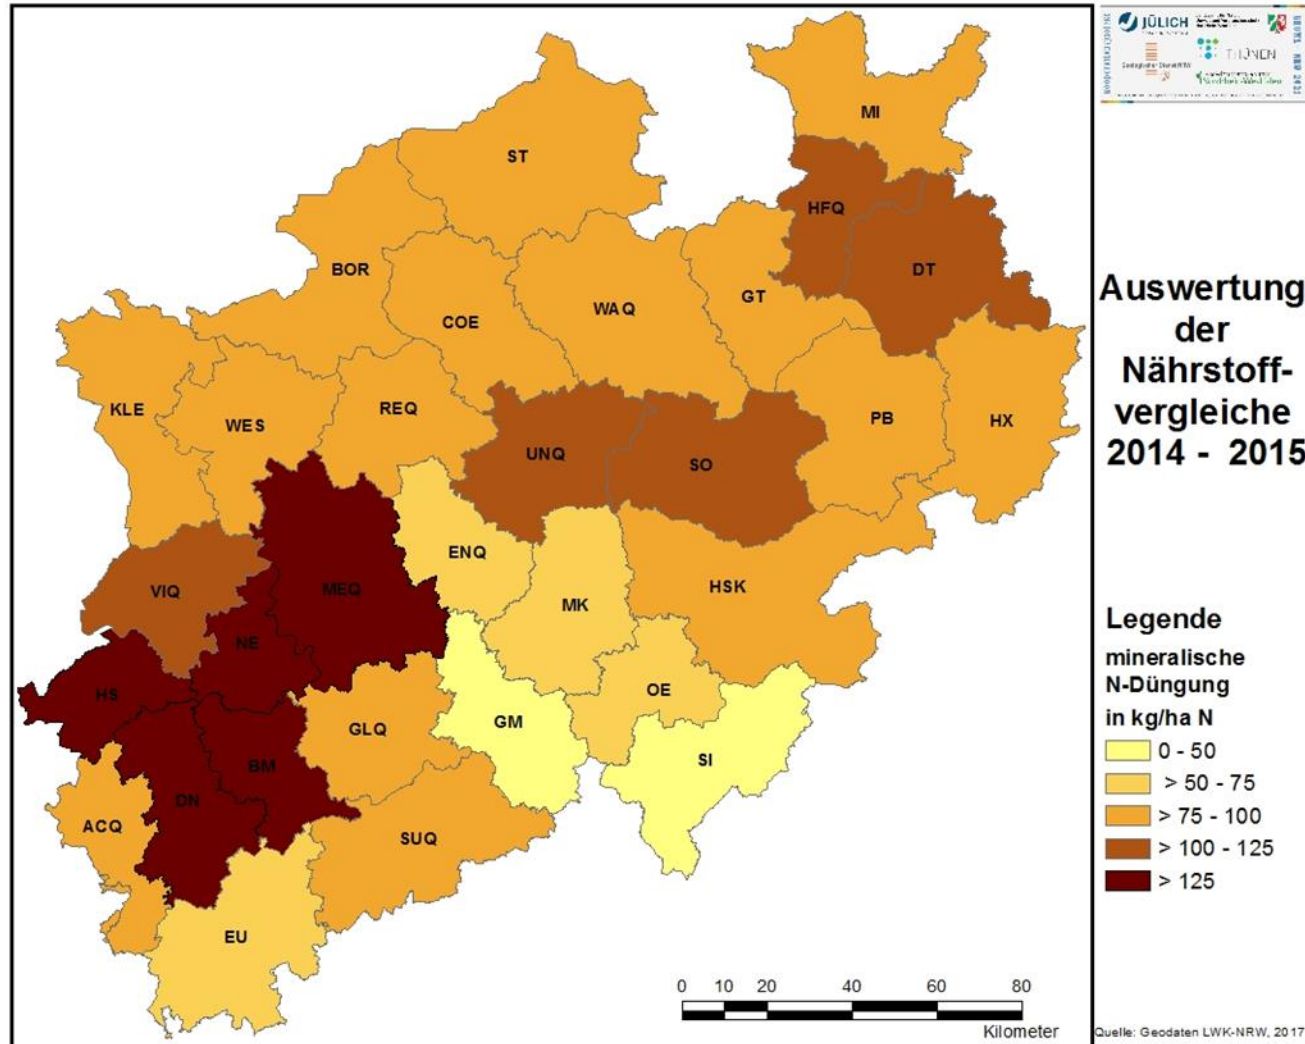 JÜLICH
THÜNEN
Geologischer Dienst NRW
MI
ST
HFQ
DT
BOR
GT
WAQ
COE
KLE
WES
REQ
PB
HX
UNQ
SO
ENQ
HSK
VIQ
MEQ
MK
NE
HS
OE
GM
GLQ
SI
BM
DN
ACQ
SUQ
EU
Auswertung
der
Nährstoff-
vergleiche
2014 - 2015
Legende
mineralische
N-Düngung
in kg/ha N
0 - 50
> 50 - 75
> 75 - 100
> 100 - 125
> 125
0 10 20 40 60 80
Kilometer
Quelle: Geodaten LWK-NRW, 2017